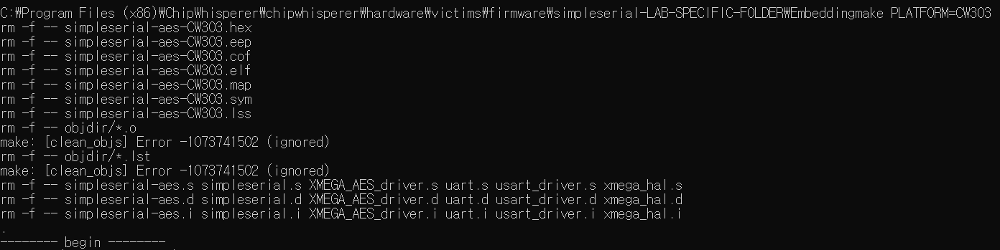 C:₩Program Files (x86)₩ChipWhisperer₩chipwhisperer₩hardware₩victims₩firmware₩simpleserial-LAB-SPECIFIC-FOLDER₩Embeddingmake PLATFORM=CW303
rm -f -- simpleserial-aes-CW303.hex
rm -f -- simpleserial-aes-CW303.eep
rm -f -- simpleserial-aes-CW303.cof
rm -f -- simpleserial-aes-CW303.elf
rm -f -- simpleserial-aes-CW303.map
rm -f -- simpleserial-aes-CW303.sym
rm -f -- simpleserial-aes-CW303.lss
rm -f -- objdir/*.o
make: [clean_objs] Error -1073741502 (ignored)
rm -f -- objdir/*.lst
make: [clean_objs] Error -1073741502 (ignored)
rm -f -- simpleserial-aes.s simpleserial.s XMEGA_AES_driver.s uart.s usart_driver.s xmega_hal.s
rm -f -- simpleserial-aes.d simpleserial.d XMEGA_AES_driver.d uart.d usart_driver.d xmega_hal.d
rm -f -- simpleserial-aes.i simpleserial.i XMEGA_AES_driver.i uart.i usart_driver.i xmega_hal.i
.
-------- begin --------